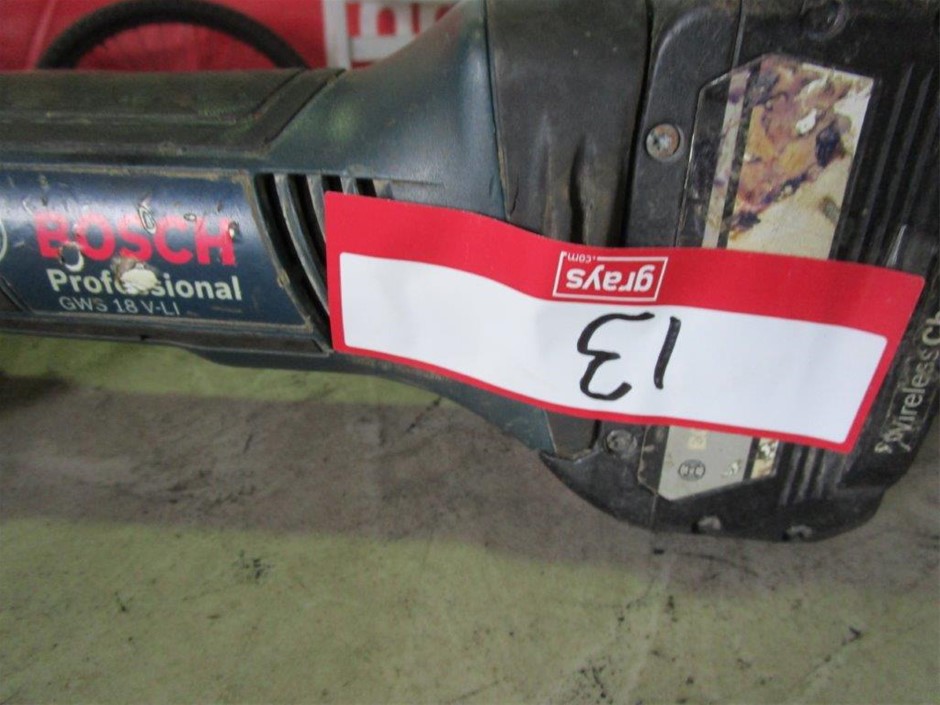 BOSCH
Professional
GWS 18 V-LI
grays
.com
13
Wireless Ch